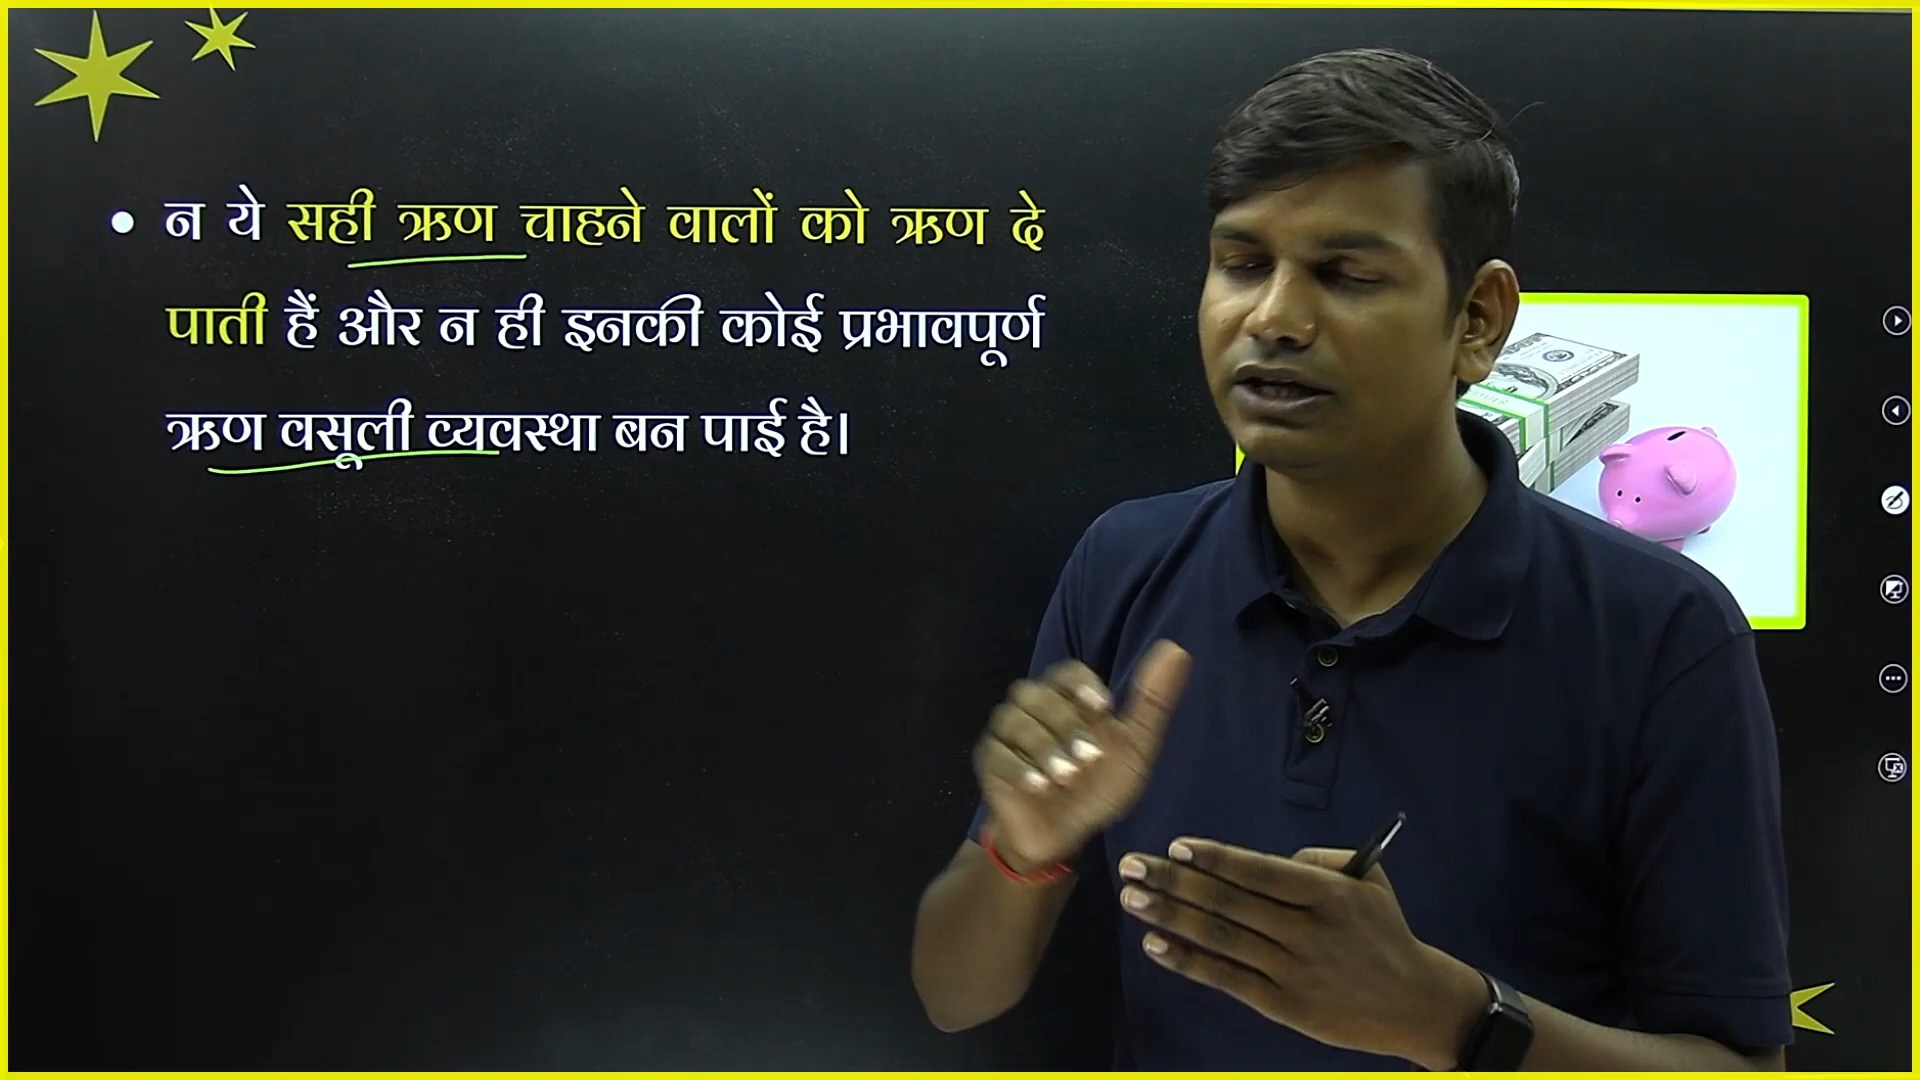 • न ये सही ऋण चाहने वालों को ऋण दे
पाती हैं और न ही इनकी कोई प्रभावपूर्ण
ऋण वसूली व्यवस्था बन पाई है।